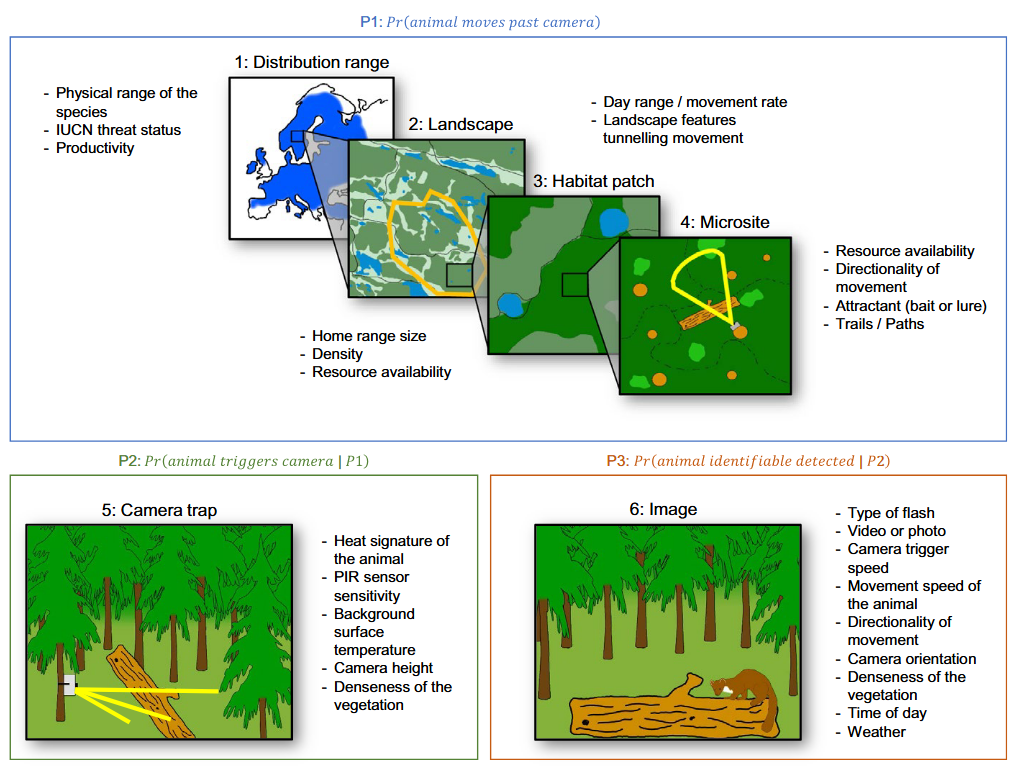 P1: Pr(animal moves past camera)
1: Distribution range
- Physical range of the
species
- IUCN threat status
- Productivity
2: Landscape
- Day range / movement rate
- Landscape features
tunnelling movement
3: Habitat patch
4: Microsite
- Resource availability
- Directionality of
movement
- Attractant (bait or lure)
- Trails / Paths
- Home range size
- Density
- Resource availability
P2: Pr(animal triggers camera | P1)
5: Camera trap
- Heat signature of
the animal
- PIR sensor
sensitivity
- Background
surface
temperature
- Camera height
- Denseness of the
vegetation
P3: Pr(animal identifiable detected | P2)
6: Image
- Type of flash
- Video or photo
- Camera trigger
speed
- Movement speed of
the animal
- Directionality of
movement
- Camera orientation
- Denseness of the
vegetation
- Time of day
- Weather